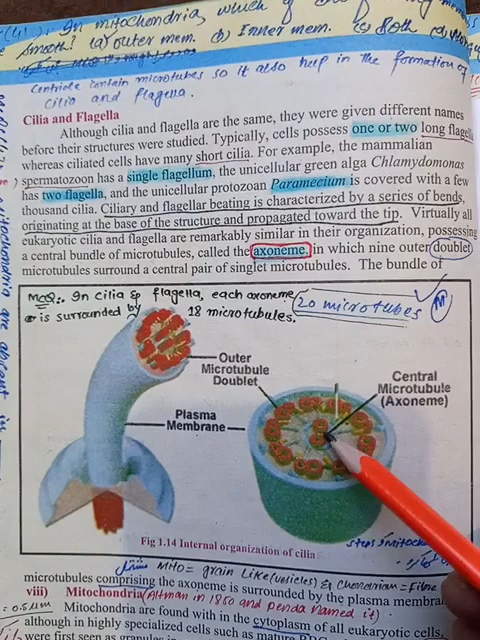 In mitochondria, which of
smooth? (a) outer mem. (b) Inner mem. (c) Both (d)
Centriole contain microtubes so it also help in the formation of
cilia and flagella.
Cilia and Flagella
Although cilia and flagella are the same, they were given different names
before their structures were studied. Typically, cells possess one or two long flagella
whereas ciliated cells have many short cilia. For example, the mammalian
spermatozoon has a single flagellum, the unicellular green alga Chlamydomonas
has two flagella, and the unicellular protozoan Paramecium is covered with a few
thousand cilia. Ciliary and flagellar beating is characterized by a series of bends,
originating at the base of the structure and propagated toward the tip. Virtually all
eukaryotic cilia and flagella are remarkably similar in their organization, possessing
a central bundle of microtubules, called the axoneme, in which nine outer doublet
microtubules surround a central pair of singlet microtubules. The bundle of
MCQ:. In cilia & flagella, each axoneme 20 microtubes M
is surrounded by 18 microtubules.
Outer
Microtubule
Doublet
Plasma
Membrane
Central
Microtubule
(Axoneme)
Fig 1.14 Internal organization of cilia
Mito = grain like (vesicles) & Chondrion = Fibre
microtubules comprising the axoneme is surrounded by the plasma membrane
viii) Mitochondria (Altman in 1850 and penda named it).
= 0.5 μm
Mitochondria are found in the cytoplasm of all eukaryotic cells,
although in highly specialized cells such as mature
were first seen as granules